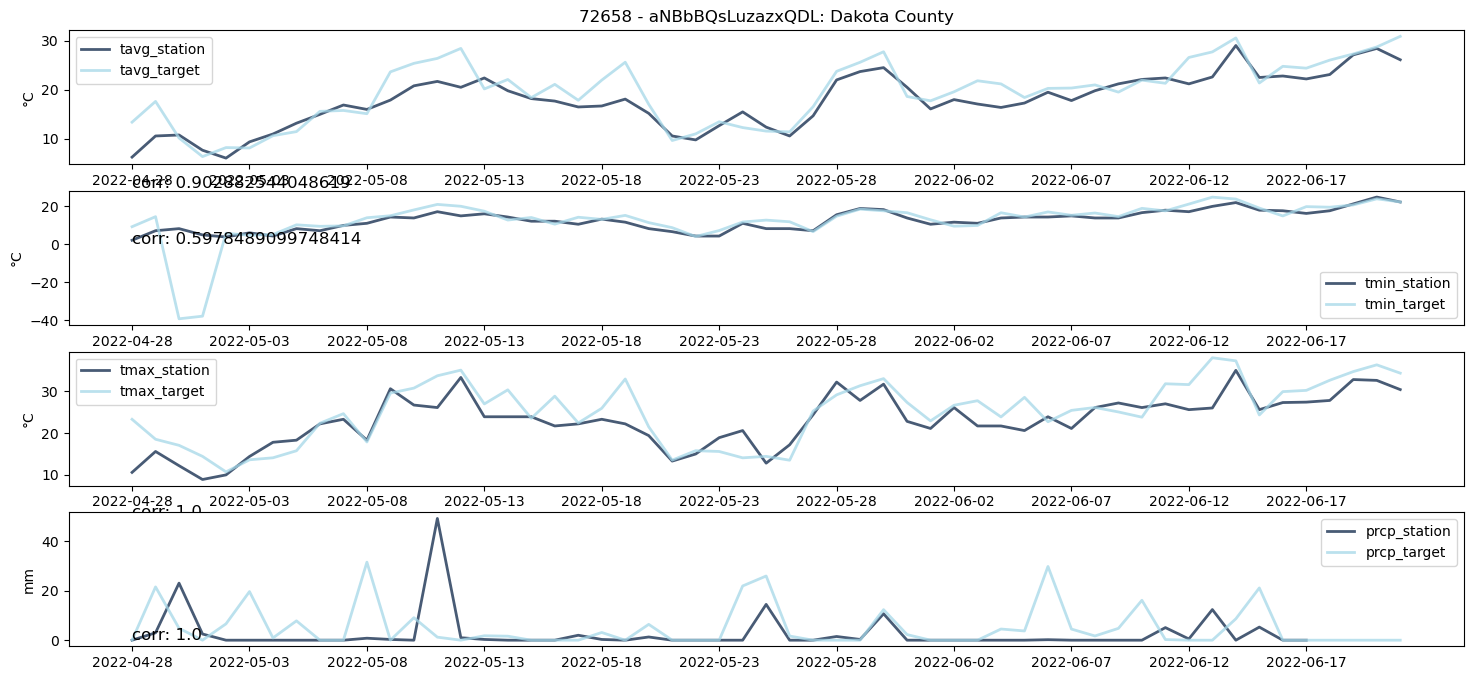 72658 - aNBbBQsLuzazxQDL: Dakota County
30
20
10
°C
tavg_station
tavg_target
2022-04-28 2022-05-03 2022-05-08 2022-05-13 2022-05-18 2022-05-23 2022-05-28 2022-06-02 2022-06-07 2022-06-12 2022-06-17
corr: 0.902882544048619
20
0
−20
−40
°C
corr: 0.5978489099748414
tmin_station
tmin_target
2022-04-28 2022-05-03 2022-05-08 2022-05-13 2022-05-18 2022-05-23 2022-05-28 2022-06-02 2022-06-07 2022-06-12 2022-06-17
30
20
10
°C
tmax_station
tmax_target
2022-04-28 2022-05-03 2022-05-08 2022-05-13 2022-05-18 2022-05-23 2022-05-28 2022-06-02 2022-06-07 2022-06-12 2022-06-17
corr: 1.0
40
20
0
mm
prcp_station
prcp_target
corr: 1.0
2022-04-28 2022-05-03 2022-05-08 2022-05-13 2022-05-18 2022-05-23 2022-05-28 2022-06-02 2022-06-07 2022-06-12 2022-06-17